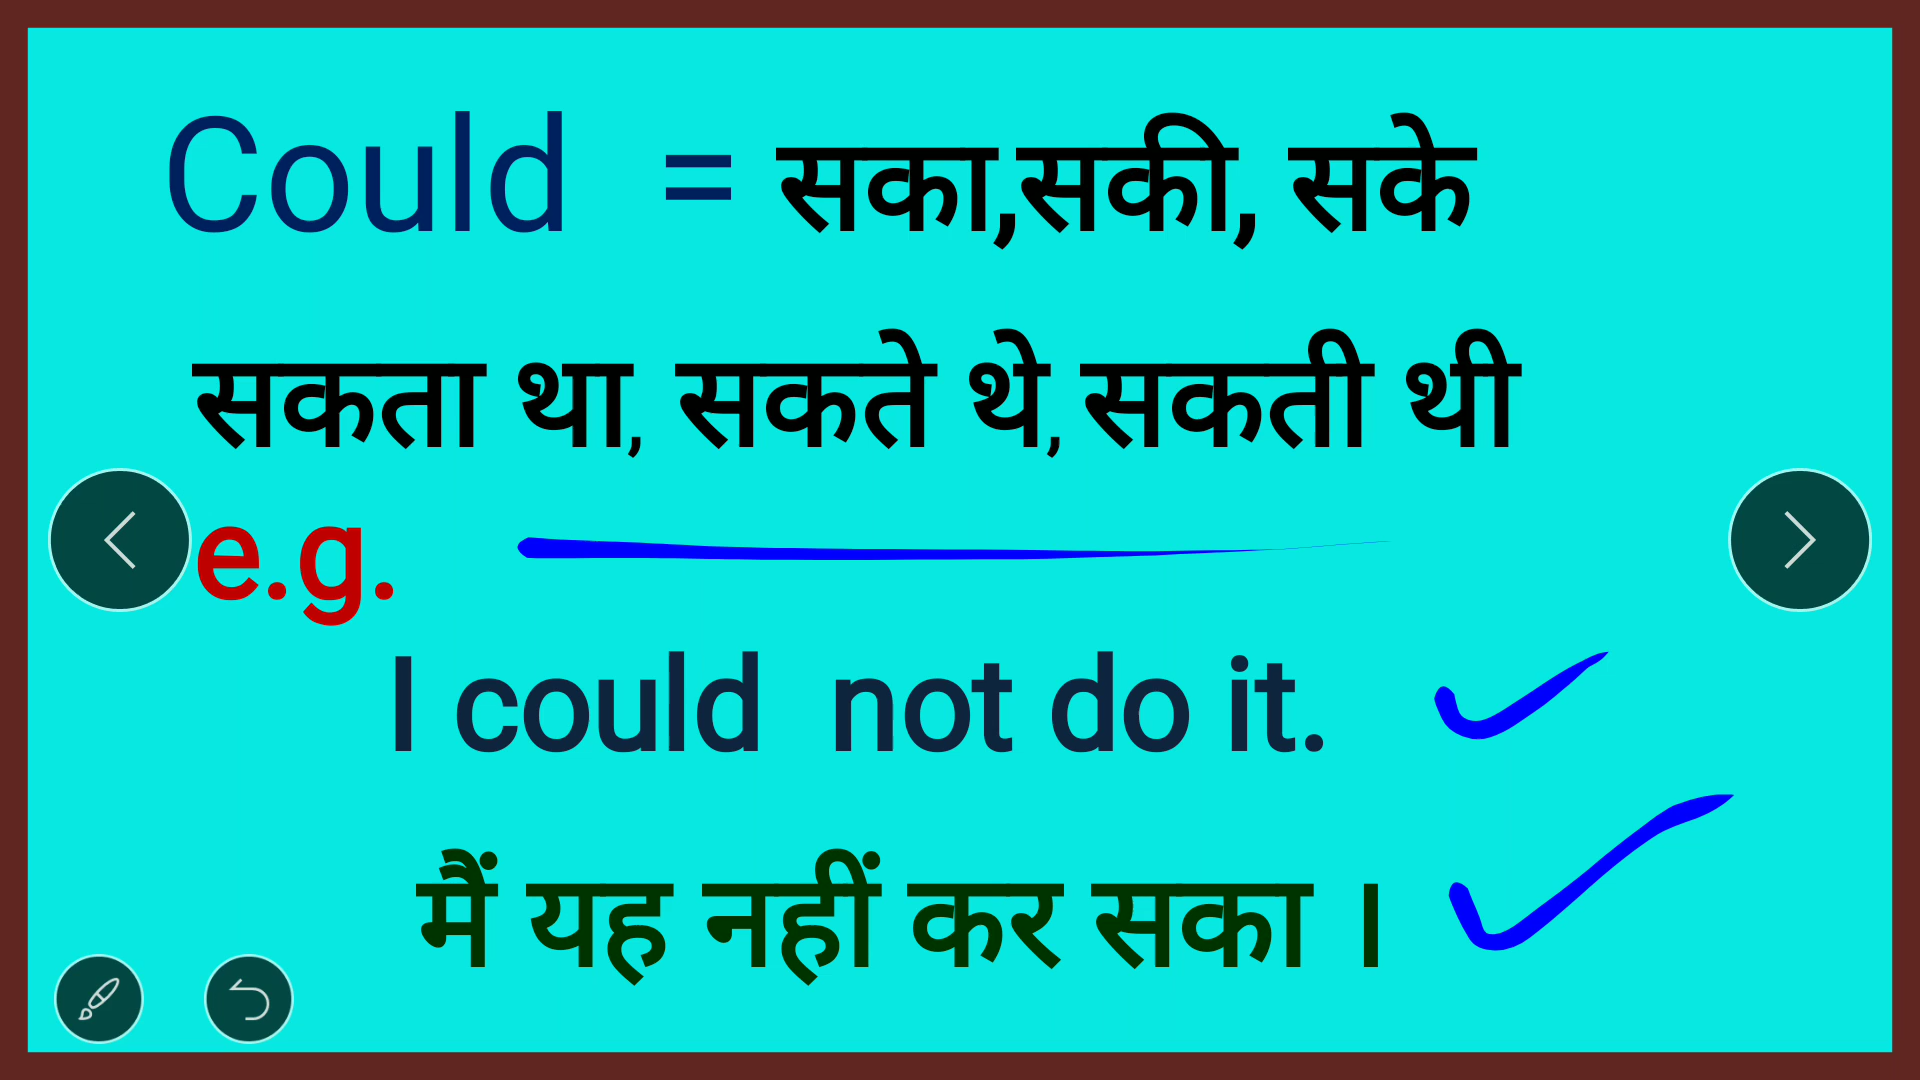 Could = सका,सकी, सके
सकता था, सकते थे, सकती थी
e.g.
I could not do it.
मैं यह नहीं कर सका ।